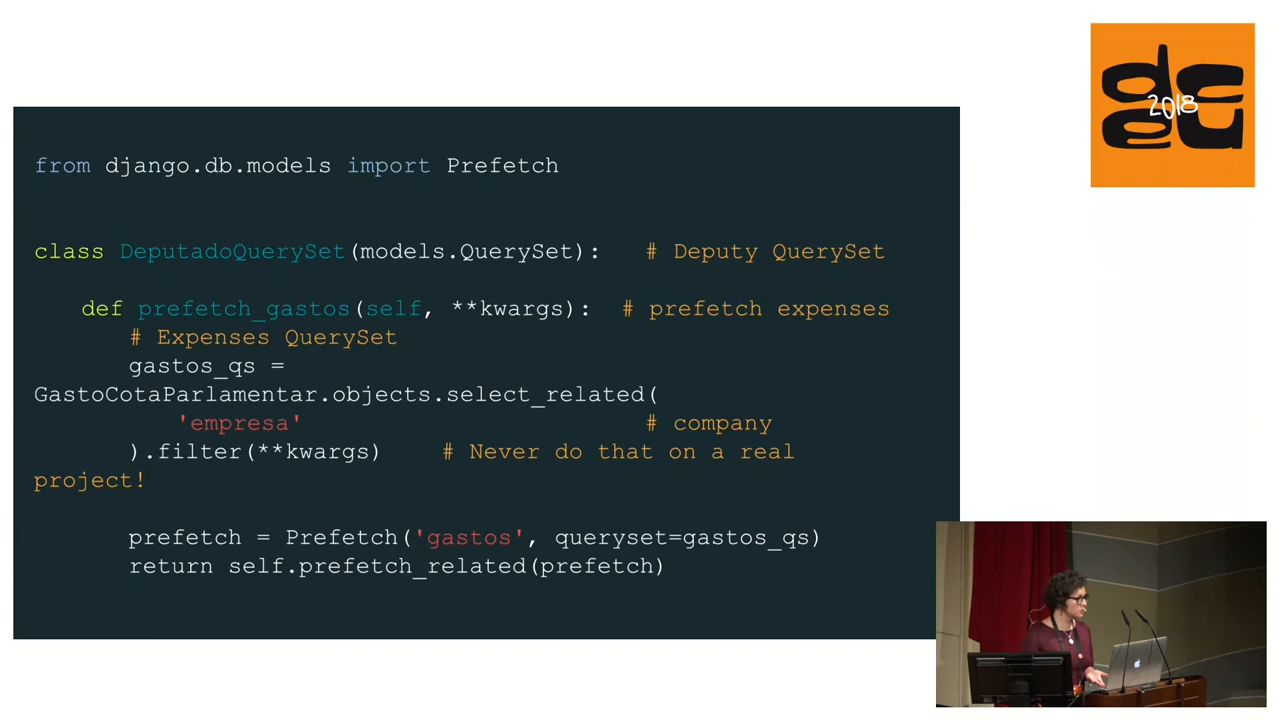 from django.db.models import Prefetch
class DeputadoQuerySet(models.QuerySet): # Deputy QuerySet
def prefetch_gastos(self, **kwargs): # prefetch expenses
# Expenses QuerySet
gastos_qs =
GastoCotaParlamentar.objects.select_related(
'empresa' # company
).filter(**kwargs) # Never do that on a real
project!
prefetch = Prefetch('gastos', queryset=gastos_qs)
return self.prefetch_related(prefetch)
dceu
2018